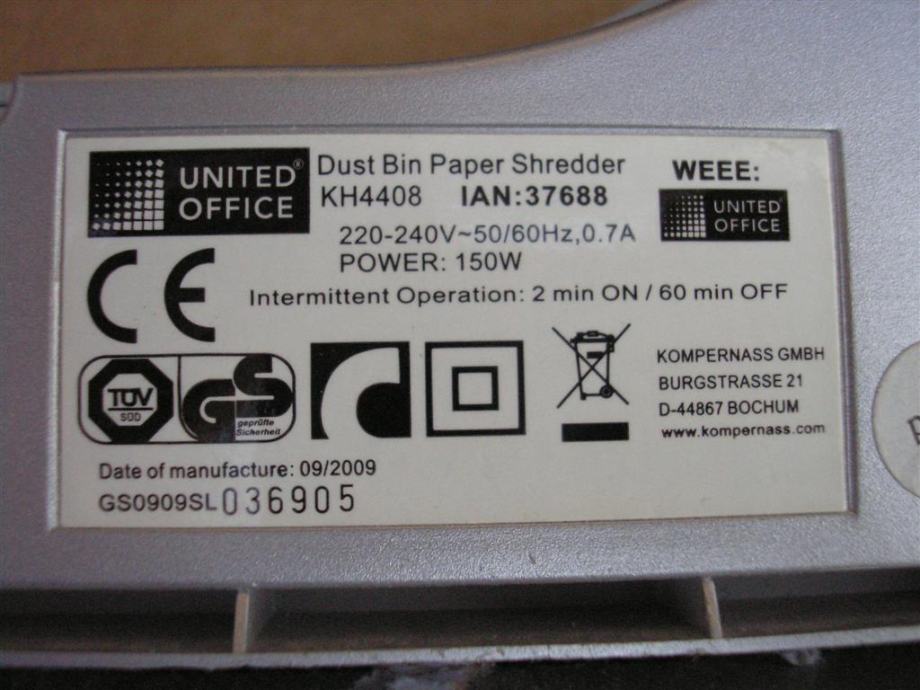 UNITED® OFFICE
Dust Bin Paper Shredder
KH4408 IAN:37688
WEEE:
UNITED® OFFICE
220-240V~50/60Hz,0.7A
POWER: 150W
Intermittent Operation: 2 min ON / 60 min OFF
CE
TÜV
SÜD
GS
geprüfte
Sicherheit
KOMPERNASS GMBH
BURGSTRASSE 21
D-44867 BOCHUM
www.kompernass.com
Date of manufacture: 09/2009
GS0909SL036905